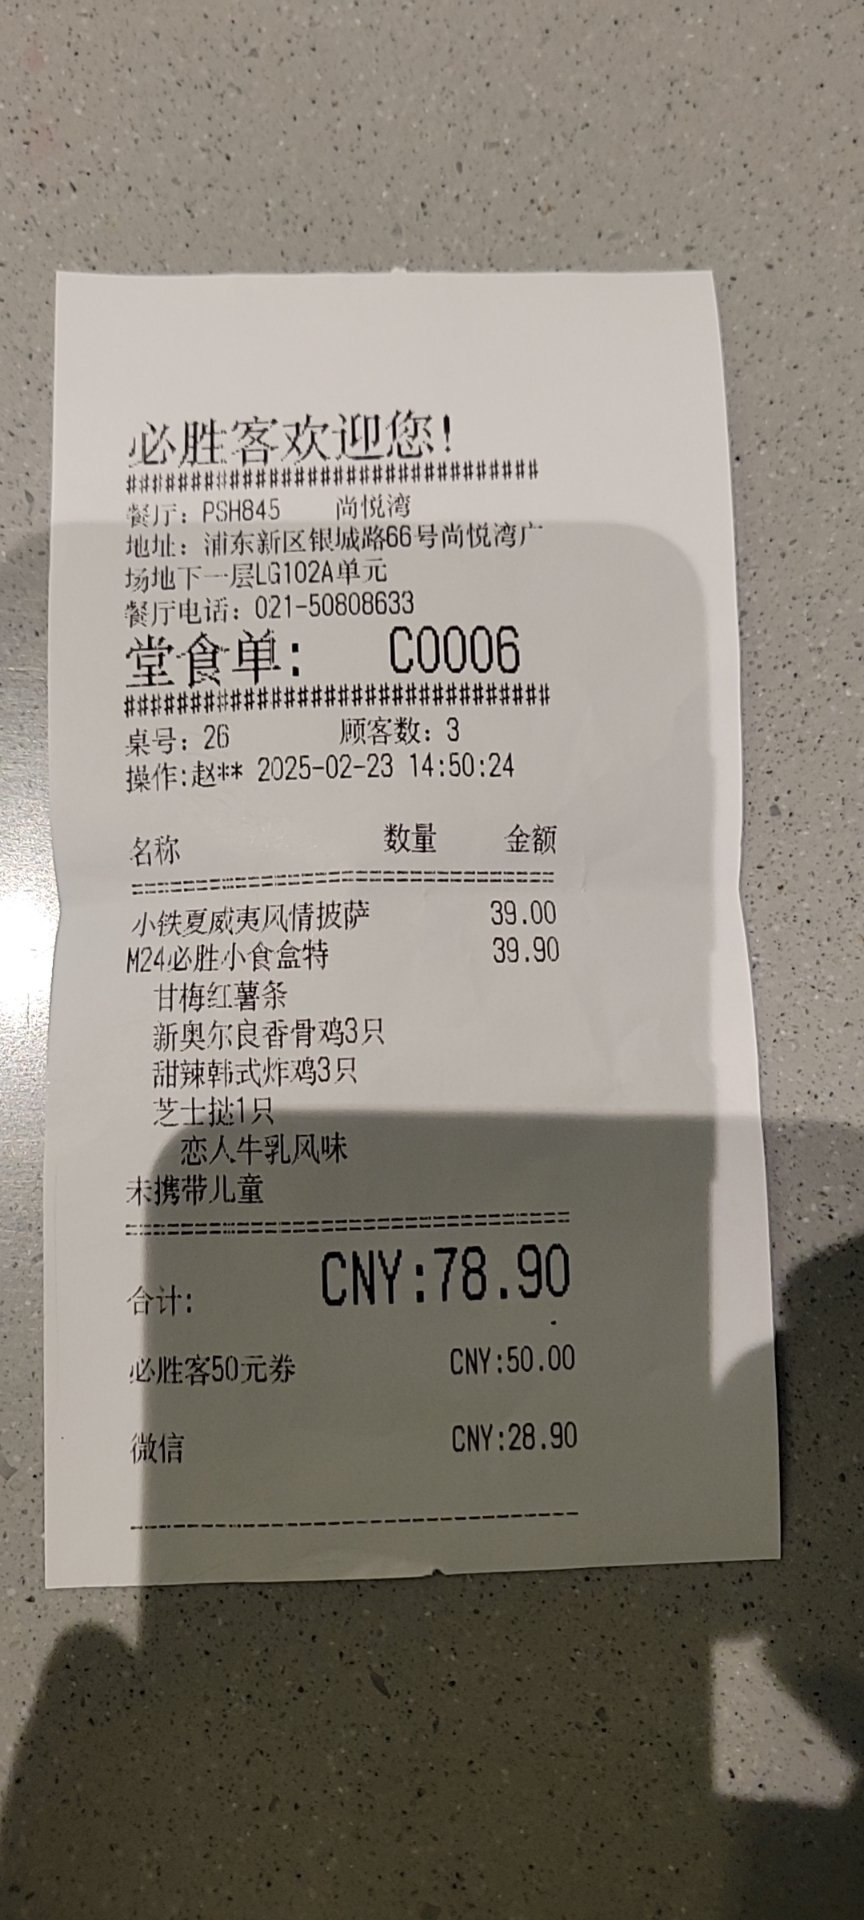 必胜客欢迎您!
################################
餐厅: PSH845 尚悦湾
地址: 浦东新区银城路66号尚悦湾广
场地下一层LG102A单元
餐厅电话: 021-50808633
堂食单: C0006
################################
桌号: 26 顾客数: 3
操作:赵** 2025-02-23 14:50:24
名称 数量 金额
================================
小铁夏威夷风情披萨 39.00
M24必胜小食盒特 39.90
甘梅红薯条
新奥尔良香骨鸡3只
甜辣韩式炸鸡3只
芝士挞1只
恋人牛乳风味
未携带儿童
================================
合计: CNY:78.90
必胜客50元券 CNY:50.00
微信 CNY:28.90
--------------------------------